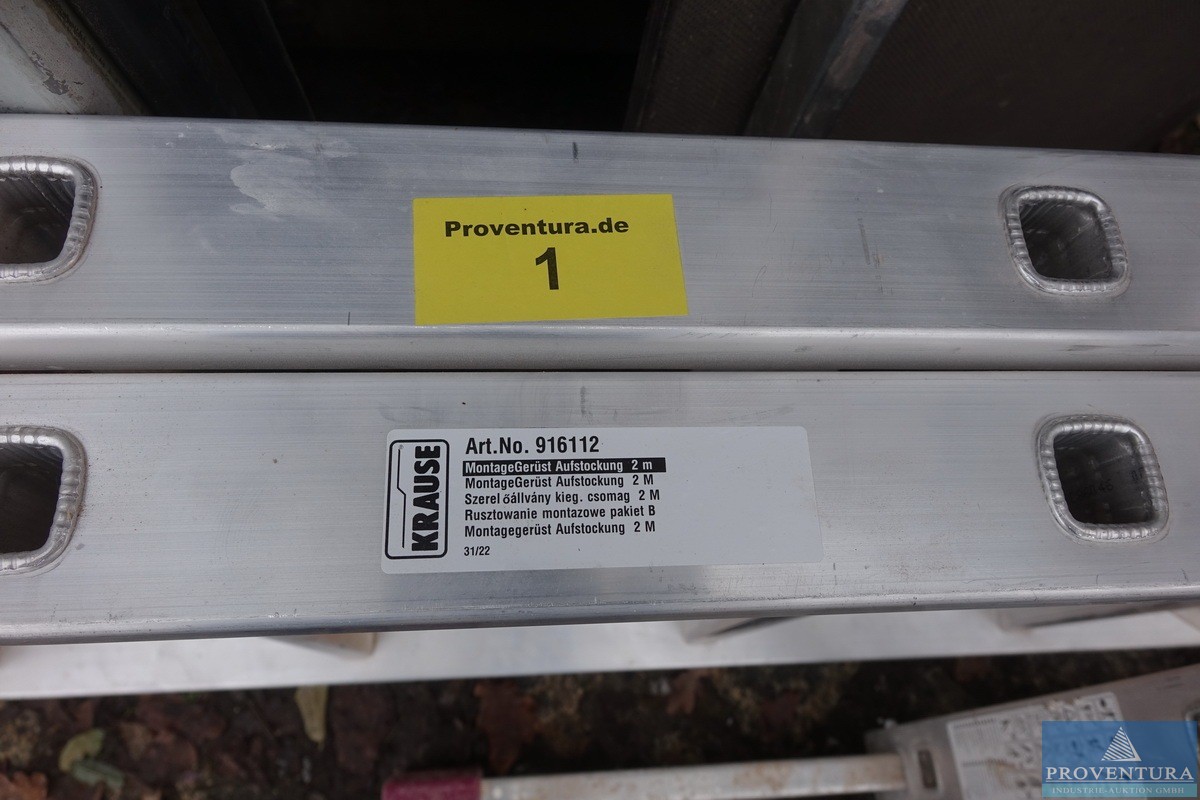 Proventura.de
1
KRAUSE
Art.No. 916112
MontageGerüst Aufstockung 2 m
MontageGerüst Aufstockung 2 M
Szerel őállvány kieg. csomag 2 M
Rusztowanie montazowe pakiet B
Montagegerüst Aufstockung 2 M
31/22
PROVENTURA
INDUSTRIE-AUKTION GMBH